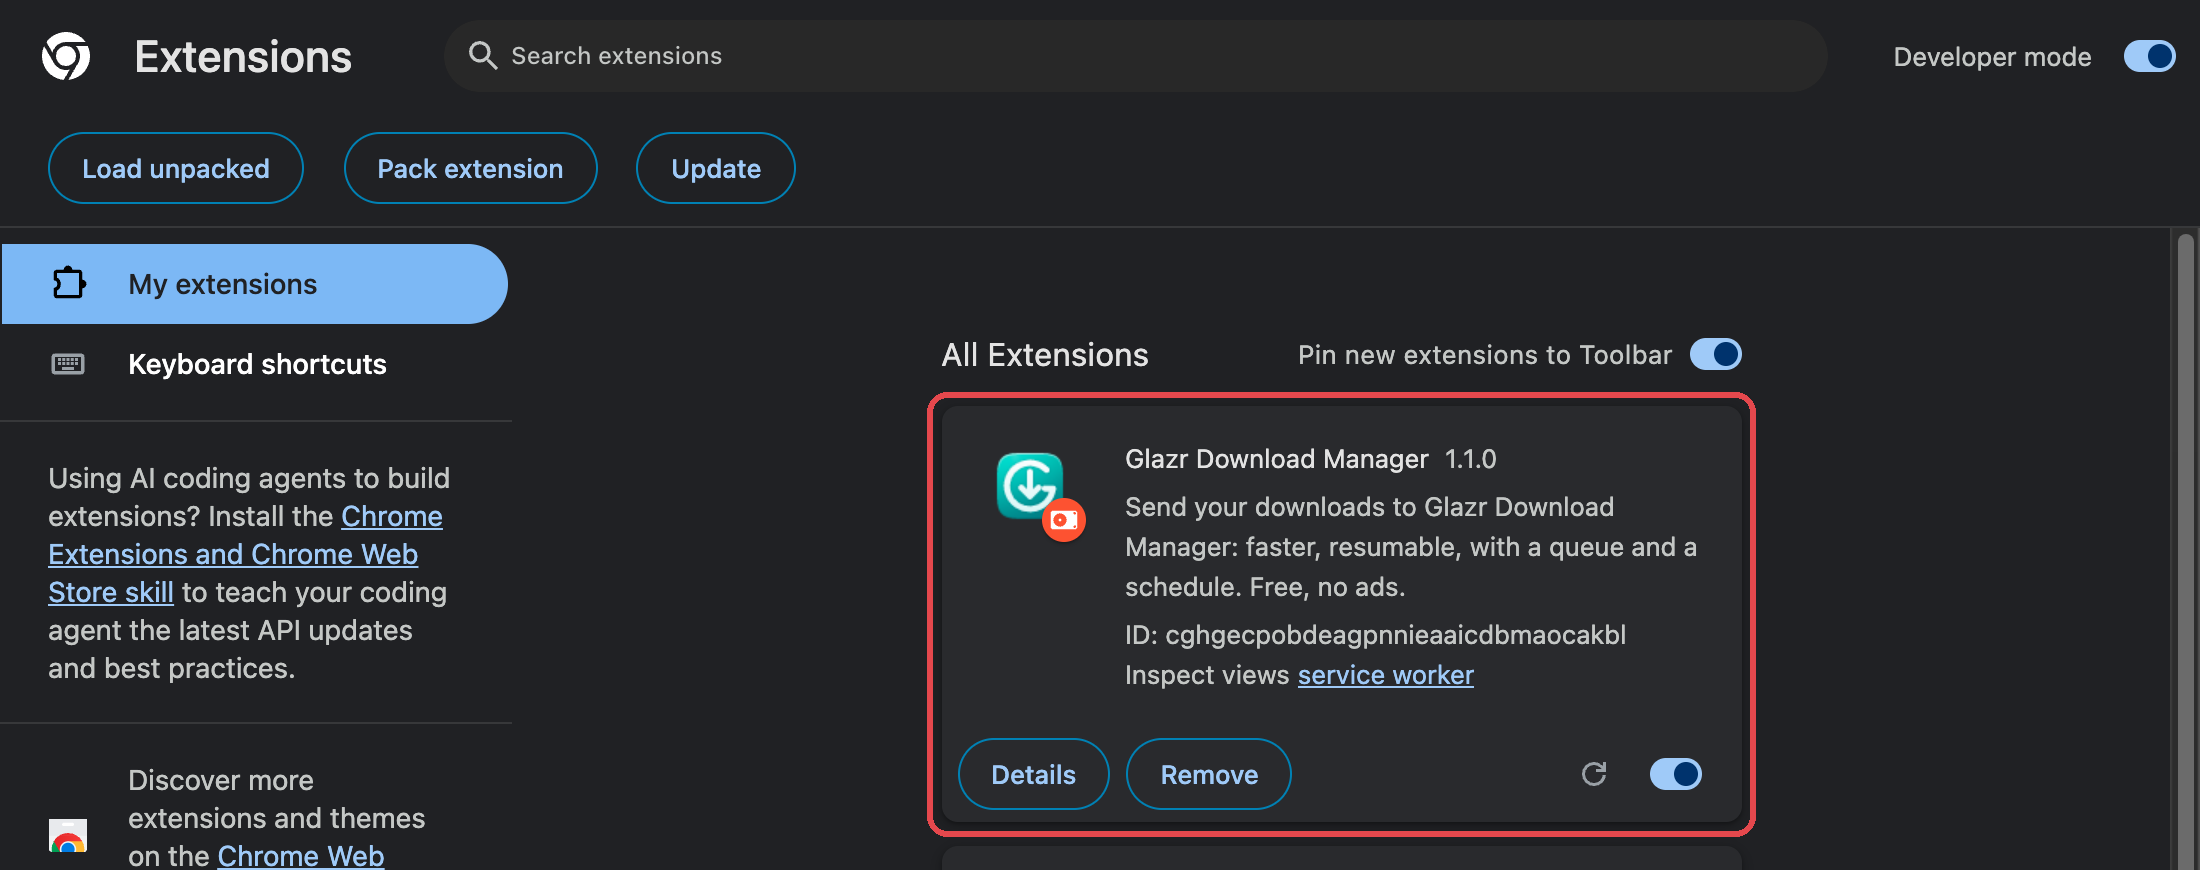 Extensions
Search extensions
Developer mode
Load unpacked
Pack extension
Update
My extensions
Keyboard shortcuts
Using AI coding agents to build
extensions? Install the Chrome
Extensions and Chrome Web
Store skill to teach your coding
agent the latest API updates
and best practices.
Discover more
extensions and themes
on the Chrome Web
All Extensions
Pin new extensions to Toolbar
Glazr Download Manager 1.1.0
Send your downloads to Glazr Download
Manager: faster, resumable, with a queue and a
schedule. Free, no ads.
ID: cghgecpobdeagpnnieaaicdbmaocakbl
Inspect views service worker
Details
Remove